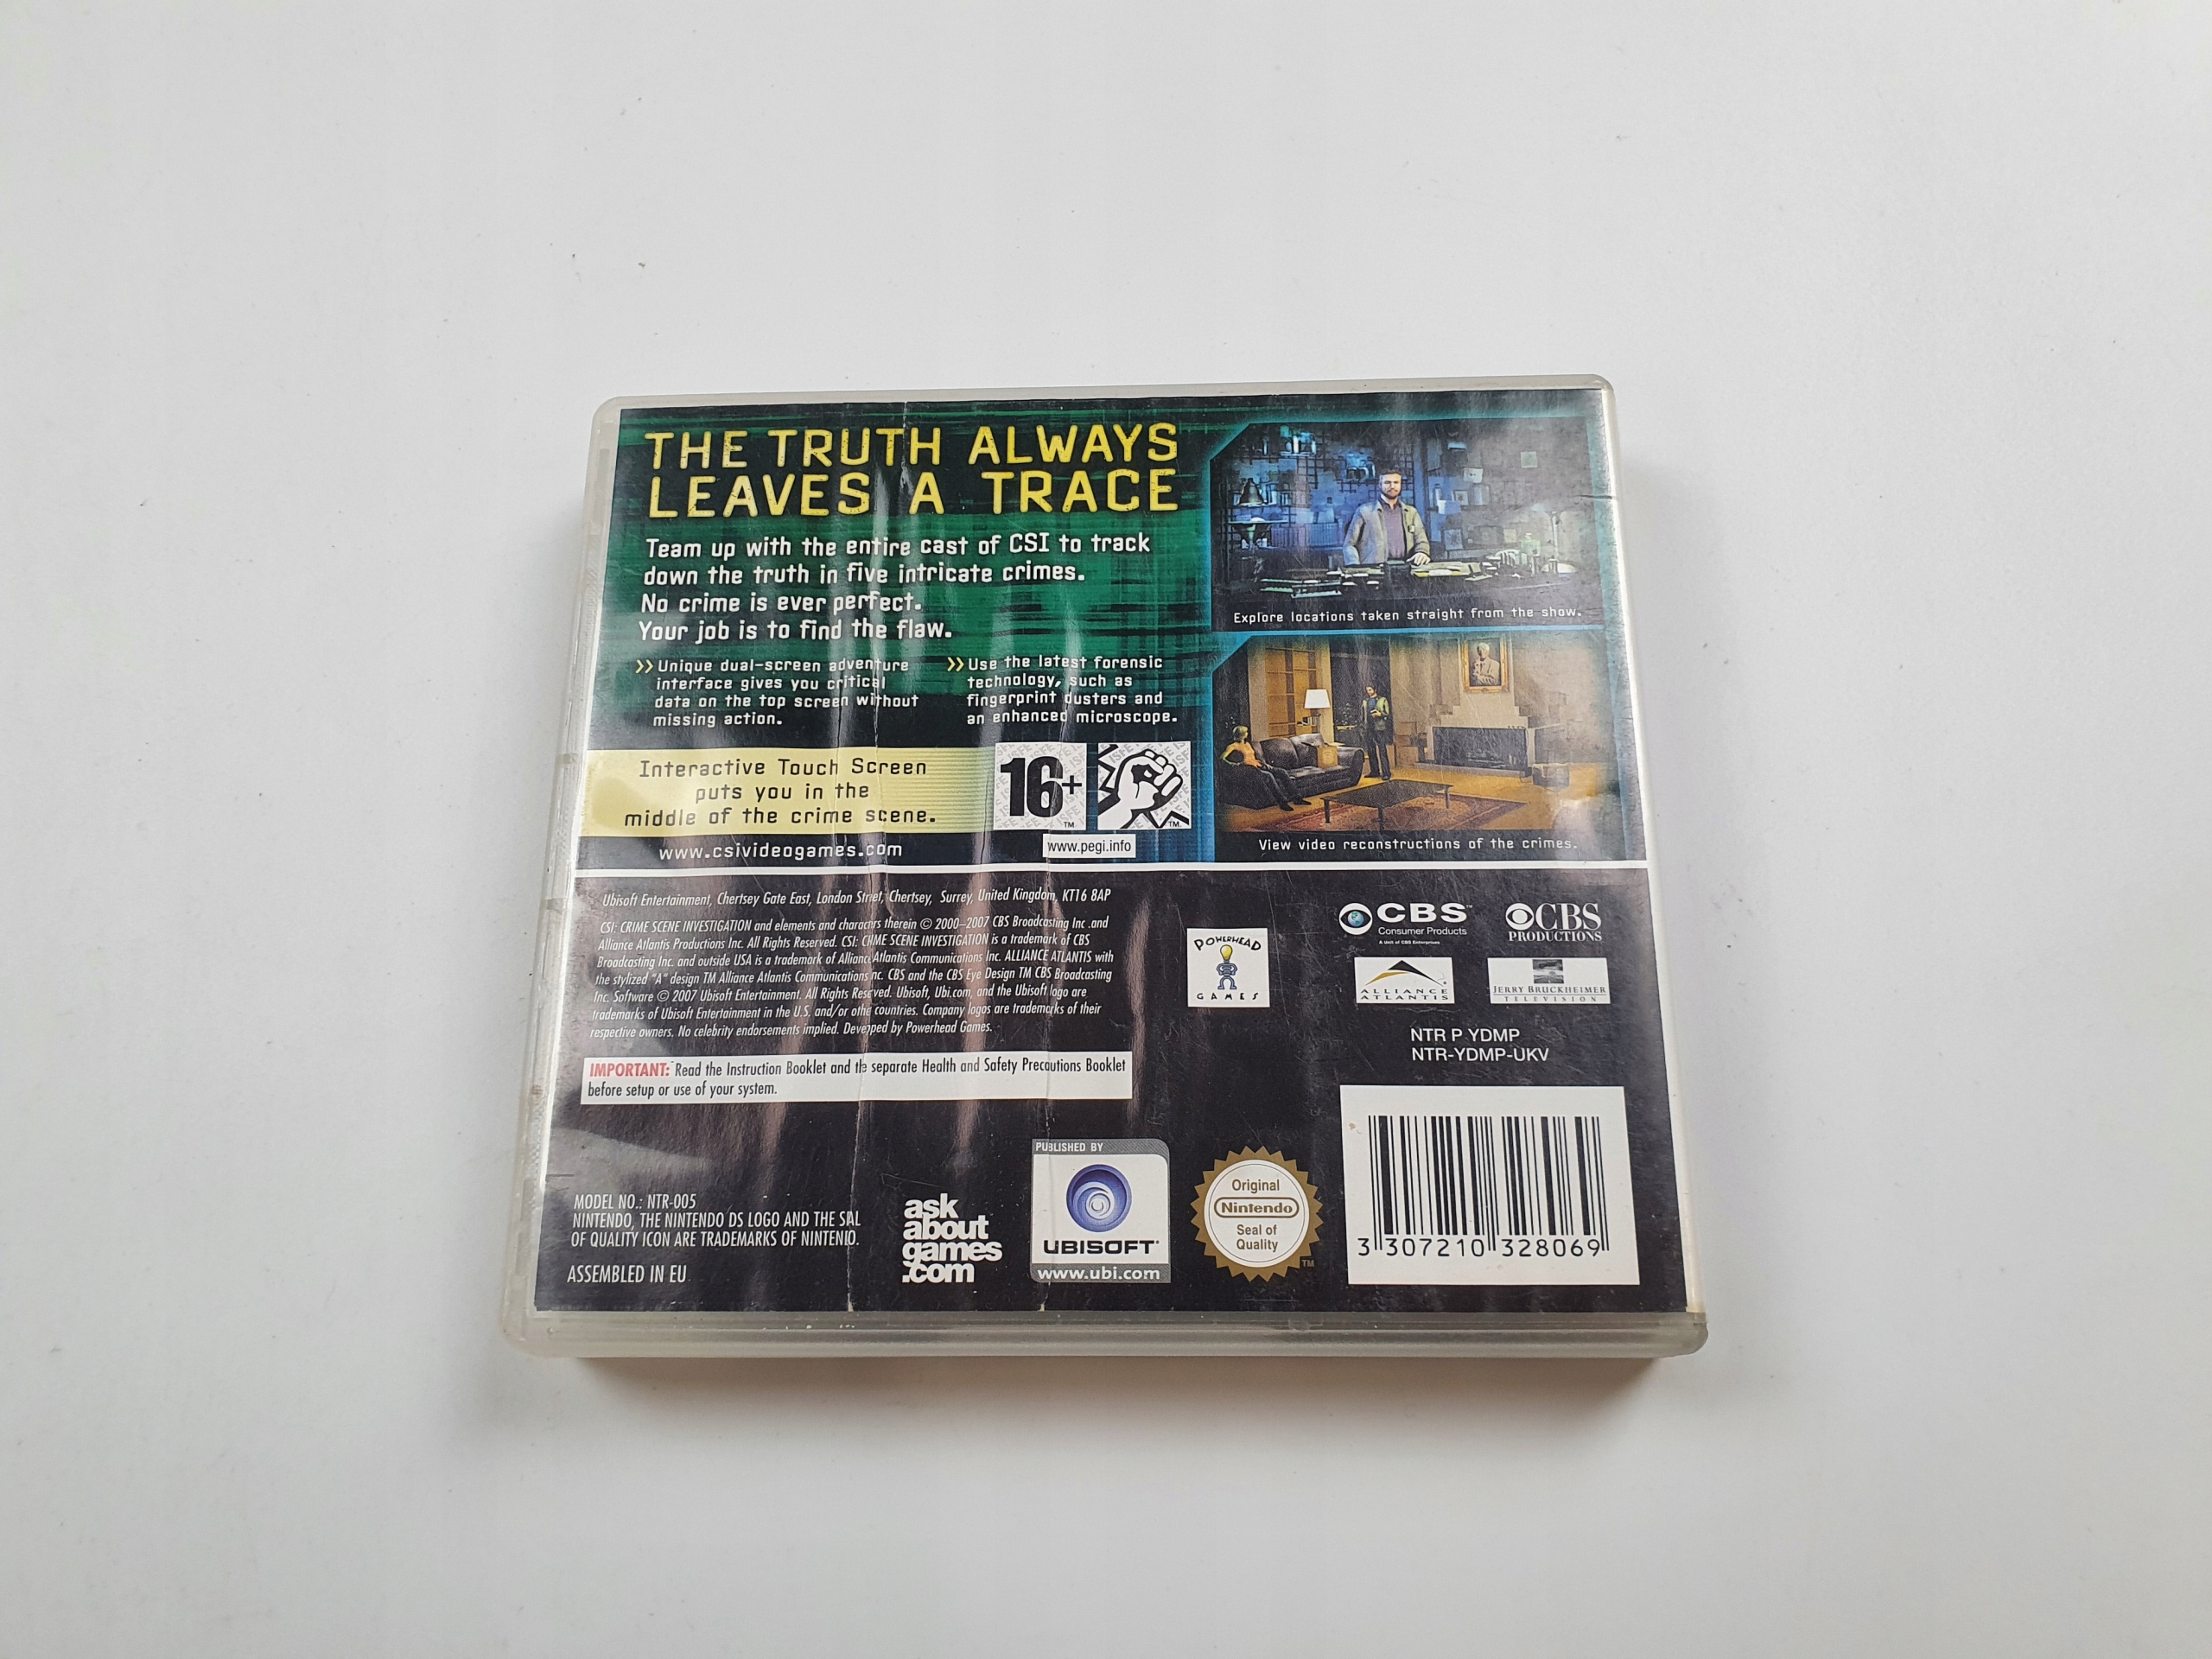 THE TRUTH ALWAYS
LEAVES A TRACE
Team up with the entire cast of CSI to track
down the truth in five intricate crimes.
No crime is ever perfect.
Your job is to find the flaw.
>> Unique dual-screen adventure
interface gives you critical
data on the top screen without
missing action.
>> Use the latest forensic
technology, such as
fingerprint dusters and
an enhanced microscope.
Explore locations taken straight from the show.
View video reconstructions of the crimes.
Interactive Touch Screen
puts you in the
middle of the crime scene.
www.csivideogames.com
16+
TM
TM
www.pegi.info
Ubisoft Entertainment, Chertsey Gate East, London Street, Chertsey, Surrey, United Kingdom, KT16 8AP
CSI: CRIME SCENE INVESTIGATION and elements and characters therein © 2000–2007 CBS Broadcasting Inc .and
Alliance Atlantis Productions Inc. All Rights Reserved. CSI: CRIME SCENE INVESTIGATION is a trademark of CBS
Broadcasting Inc. and outside USA is a trademark of Alliance Atlantis Communications Inc. ALLIANCE ATLANTIS with
the stylized "A" design TM Alliance Atlantis Communications Inc. CBS and the CBS Eye Design TM CBS Broadcasting
Inc. Software © 2007 Ubisoft Entertainment. All Rights Reserved. Ubisoft, Ubi.com, and the Ubisoft logo are
trademarks of Ubisoft Entertainment in the U.S. and/or other countries. Company logos are trademarks of their
respective owners. No celebrity endorsements implied. Developed by Powerhead Games.
IMPORTANT: Read the Instruction Booklet and the separate Health and Safety Precautions Booklet
before setup or use of your system.
POWERHEAD
GAMES
CBS™
Consumer Products
A Unit of CBS Enterprises
CBS
PRODUCTIONS
ALLIANCE
ATLANTIS
JERRY BRUCKHEIMER
TELEVISION
NTR P YDMP
NTR-YDMP-UKV
MODEL NO.: NTR-005
NINTENDO, THE NINTENDO DS LOGO AND THE SEAL
OF QUALITY ICON ARE TRADEMARKS OF NINTENDO.
ASSEMBLED IN EU
ask
about
games
.com
PUBLISHED BY
UBISOFT
www.ubi.com
Original
Nintendo
Seal of
Quality
TM
3 307210 328069